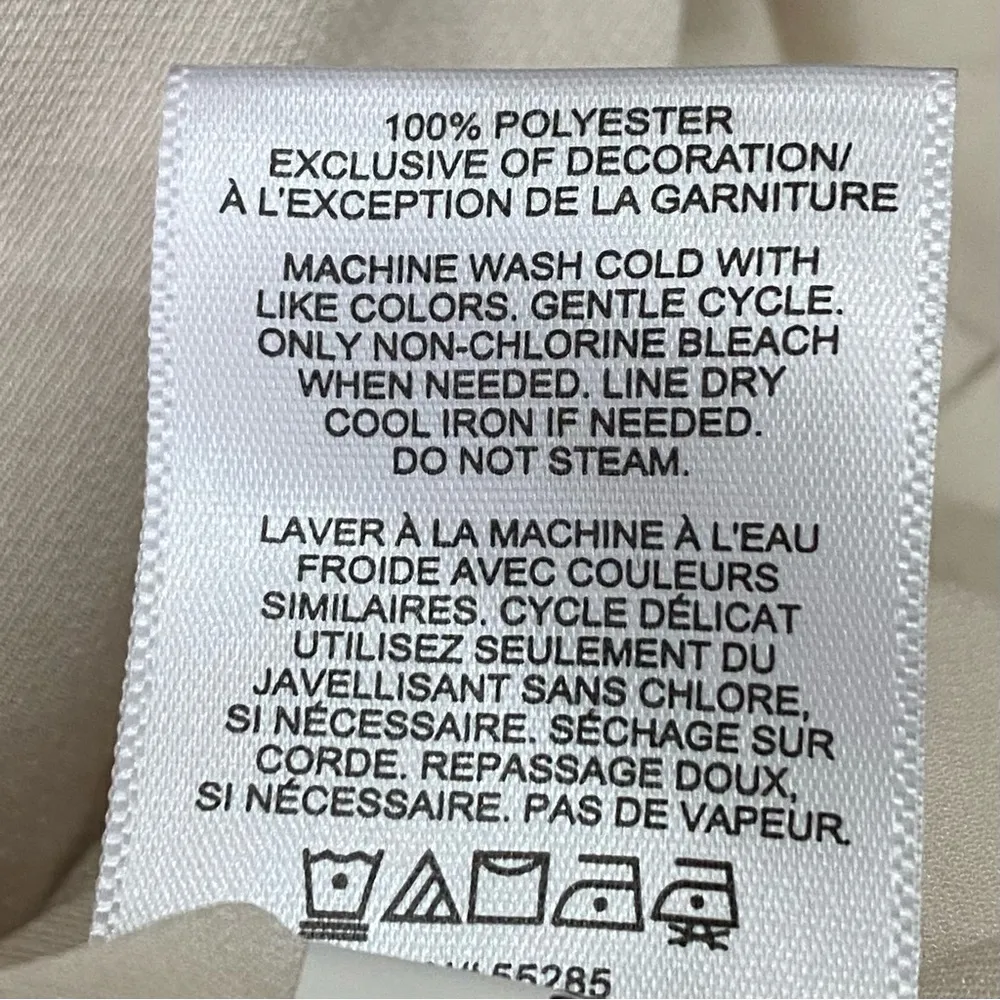 100% POLYESTER
EXCLUSIVE OF DECORATION/
À L'EXCEPTION DE LA GARNITURE
MACHINE WASH COLD WITH
LIKE COLORS. GENTLE CYCLE.
ONLY NON-CHLORINE BLEACH
WHEN NEEDED. LINE DRY
COOL IRON IF NEEDED.
DO NOT STEAM.
LAVER À LA MACHINE À L'EAU
FROIDE AVEC COULEURS
SIMILAIRES. CYCLE DÉLICAT
UTILISEZ SEULEMENT DU
JAVELLISANT SANS CHLORE,
SI NÉCESSAIRE. SÉCHAGE SUR
CORDE. REPASSAGE DOUX,
SI NÉCESSAIRE. PAS DE VAPEUR.